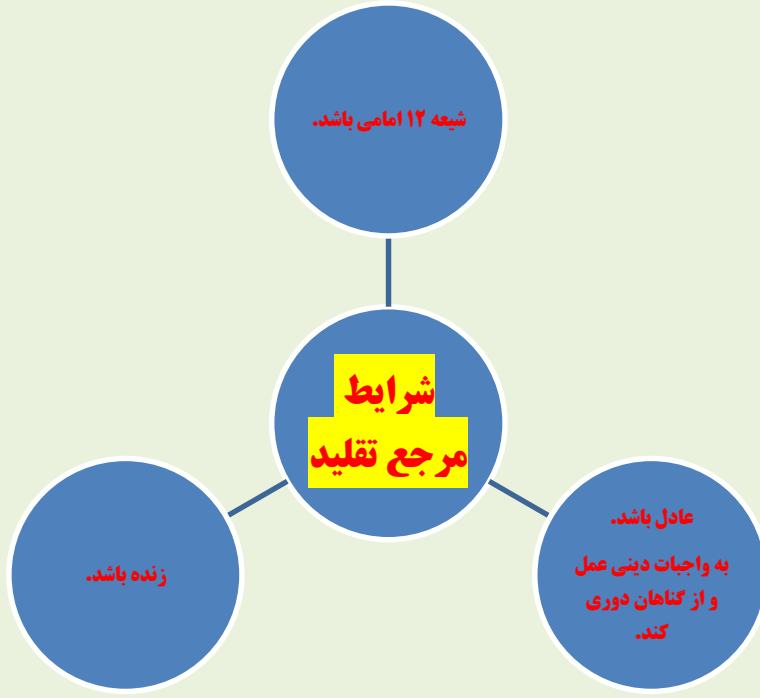 شیعه ۱۲ امامی باشد.
شرایط
مرجع تقلید
عادل باشد.
به واجبات دینی عمل
و از گناهان دوری
کند.
زنده باشد.